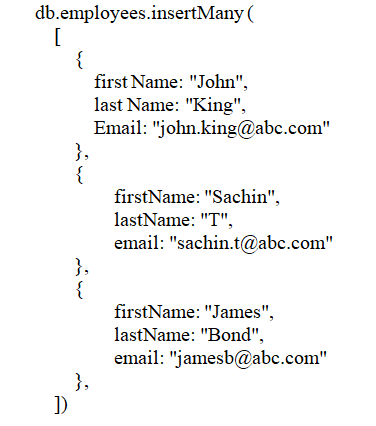 db.employees.insertMany (
[
{
first Name: "John",
last Name: "King",
Email: "john.king@abc.com"
},
{
firstName: "Sachin",
lastName: "T",
email: "sachin.t@abc.com"
},
{
firstName: "James",
lastName: "Bond",
email: "jamesb@abc.com"
},
])